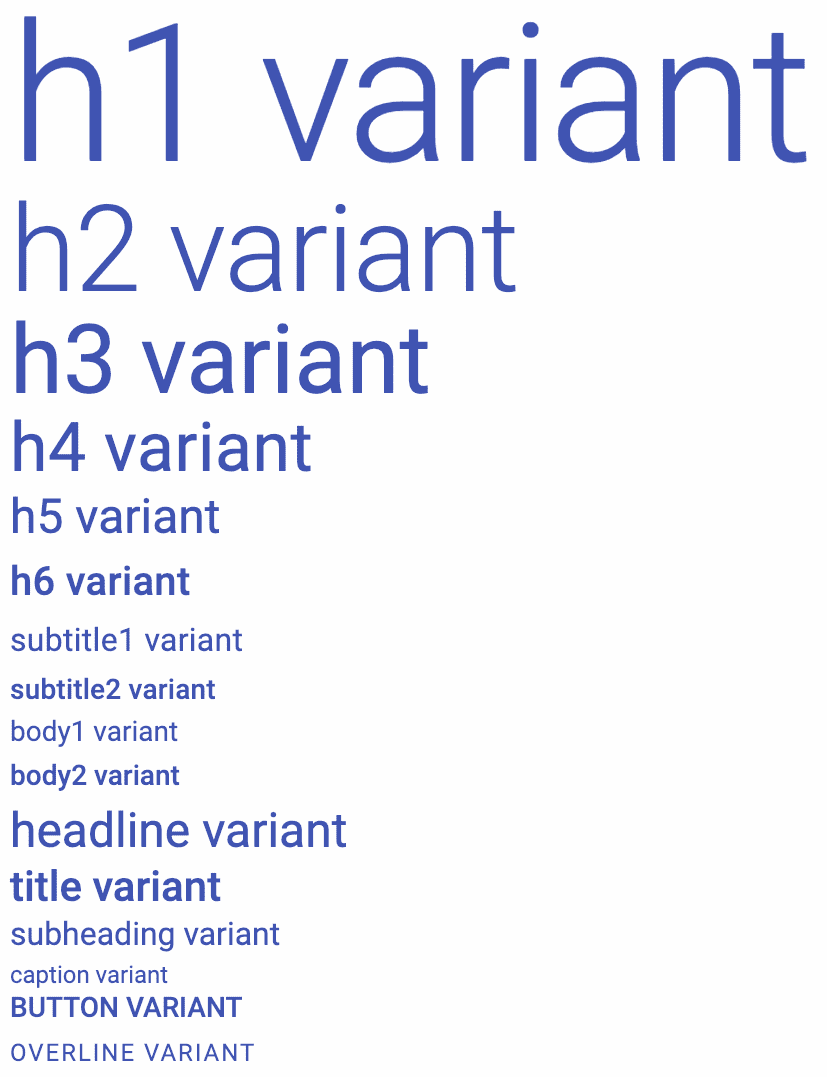 h1 variant
h2 variant
h3 variant
h4 variant
h5 variant
h6 variant
subtitle1 variant
subtitle2 variant
body1 variant
body2 variant
headline variant
title variant
subheading variant
caption variant
BUTTON VARIANT
OVERLINE VARIANT